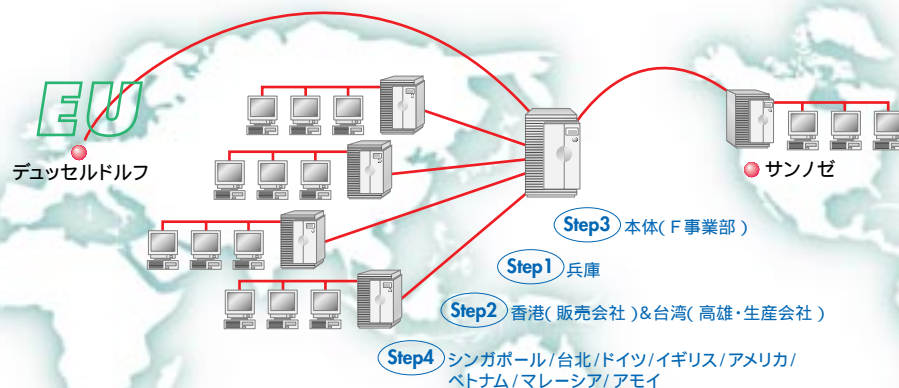 EU
デュッセルドルフ
サンノゼ
Step3 本体(F事業部)
Step1 兵庫
Step2 香港(販売会社)&台湾(高雄・生産会社)
Step4 シンガポール/台北/ドイツ/イギリス/アメリカ/
ベトナム/マレーシア/アモイ